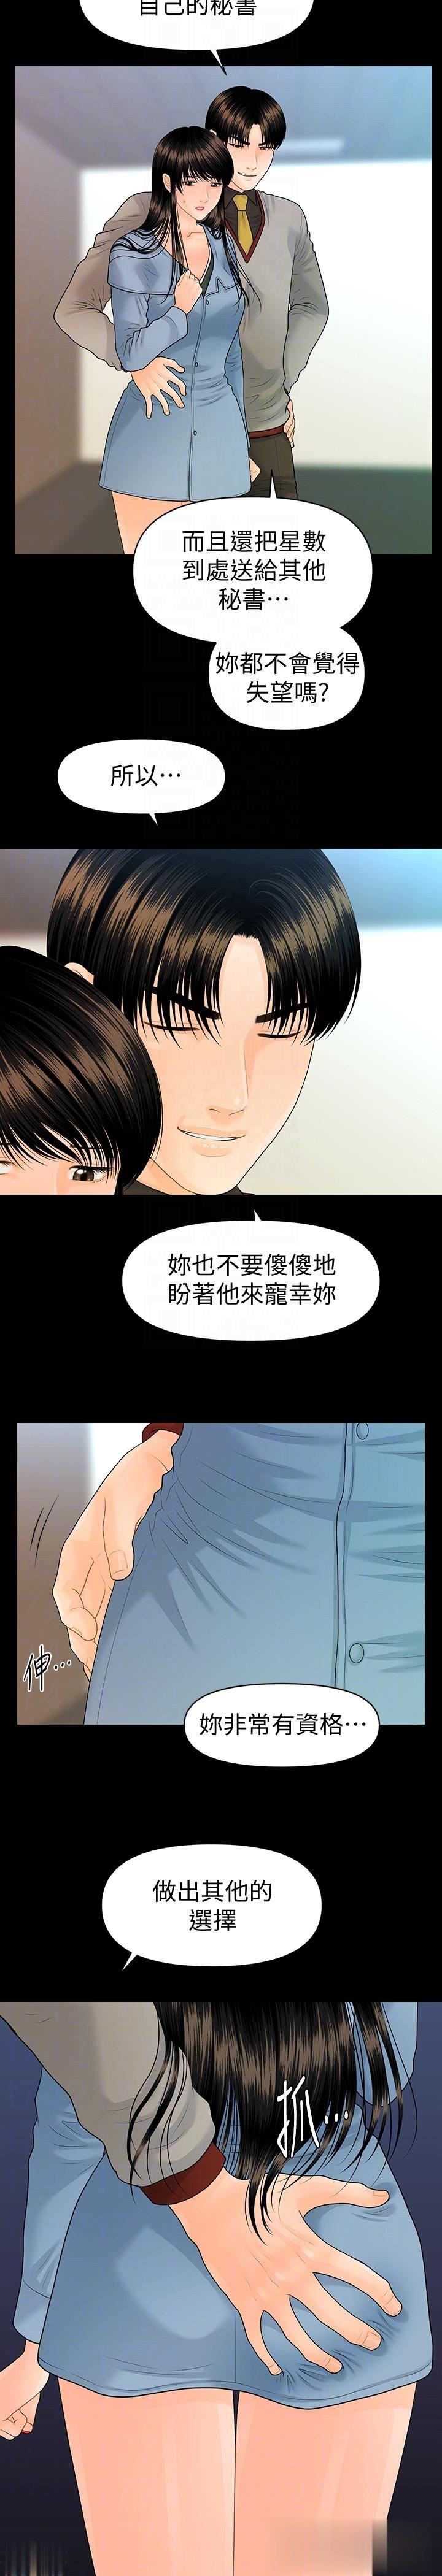 自己的秘書
而且還把星數
到處送給其他
秘書…
妳都不會覺得
失望嗎?
所以…
妳也不要傻傻地
盼著他來寵幸妳
伸…
妳非常有資格…
做出其他的
選擇
抓…